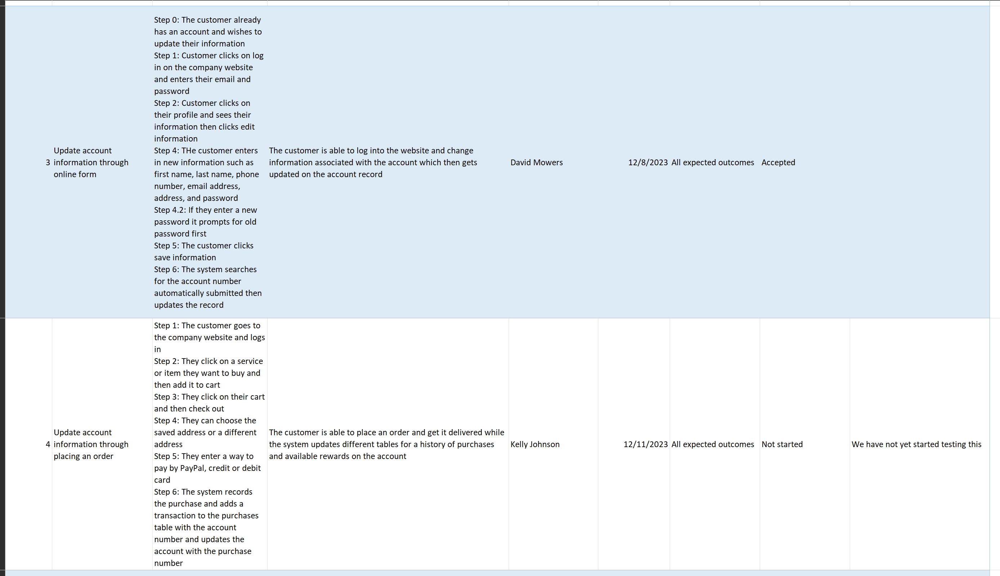 3
Update account
information through
online form
Step 0: The customer already
has an account and wishes to
update their information
Step 1: Customer clicks on log
in on the company website
and enters their email and
password
Step 2: Customer clicks on
their profile and sees their
information then clicks edit
information
Step 4: THe customer enters
in new information such as
first name, last name, phone
number, email address,
address, and password
Step 4.2: If they enter a new
password it prompts for old
password first
Step 5: The customer clicks
save information
Step 6: The system searches
for the account number
automatically submitted then
updates the record
The customer is able to log into the website and change
information associated with the account which then gets
updated on the account record
David Mowers
12/8/2023
All expected outcomes
Accepted
4
Update account
information through
placing an order
Step 1: The customer goes to
the company website and logs
in
Step 2: They click on a service
or item they want to buy and
then add it to cart
Step 3: They click on their cart
and then check out
Step 4: They can choose the
saved address or a different
address
Step 5: They enter a way to
pay by PayPal, credit or debit
card
Step 6: The system records
the purchase and adds a
transaction to the purchases
table with the account
number and updates the
account with the purchase
number
The customer is able to place an order and get it delivered while
the system updates different tables for a history of purchases
and available rewards on the account
Kelly Johnson
12/11/2023
All expected outcomes
Not started
We have not yet started testing this